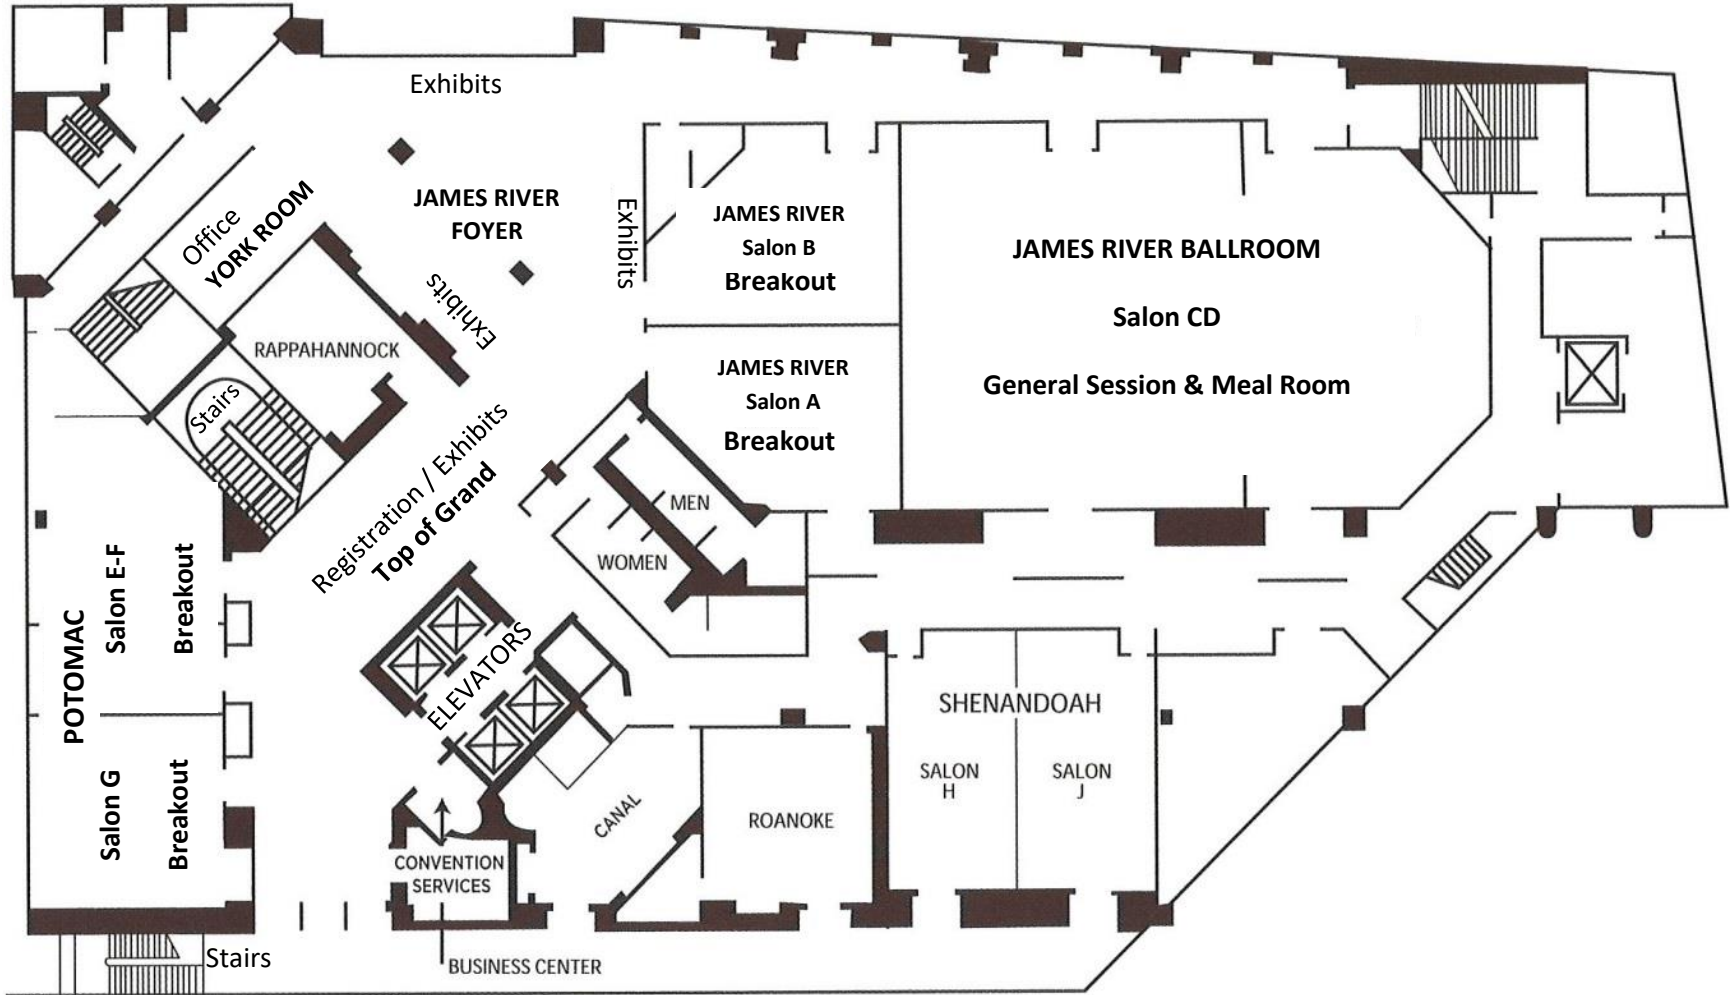 Exhibits
JAMES RIVER
FOYER
Office
YORK ROOM
Exhibits
Exhibits
JAMES RIVER
Salon B
Breakout
JAMES RIVER BALLROOM
Salon CD
General Session & Meal Room
RAPPAHANNOCK
Stairs
JAMES RIVER
Salon A
Breakout
Registration / Exhibits
Top of Grand
MEN
WOMEN
POTOMAC
Salon E-F
Breakout
ELEVATORS
SHENANDOAH
SALON
H
SALON
J
Salon G
Breakout
CANAL
ROANOKE
CONVENTION
SERVICES
Stairs
BUSINESS CENTER